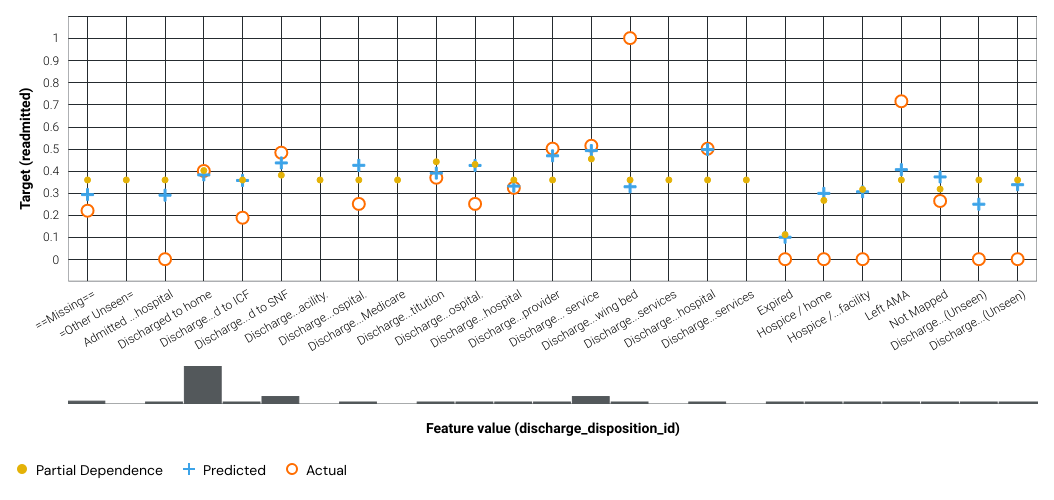 Target (readmitted)
1
0.9
0.8
0.7
0.6
0.5
0.4
0.3
0.2
0.1
0
==Missing==
=Other Unseen=
Admitted ...hospital
Discharged to home
Discharge...d to ICF
Discharge...d to SNF
Discharge...acility.
Discharge...ospital.
Discharge...Medicare
Discharge...titution
Discharge...ospital.
Discharge...hospital
Discharge...provider
Discharge... service
Discharge...wing bed
Discharge...services
Discharge...hospital
Discharge...services
Expired
Hospice / home
Hospice /...facility
Left AMA
Not Mapped
Discharge...(Unseen)
Discharge...(Unseen)
Feature value (discharge_disposition_id)
Partial Dependence
Predicted
Actual